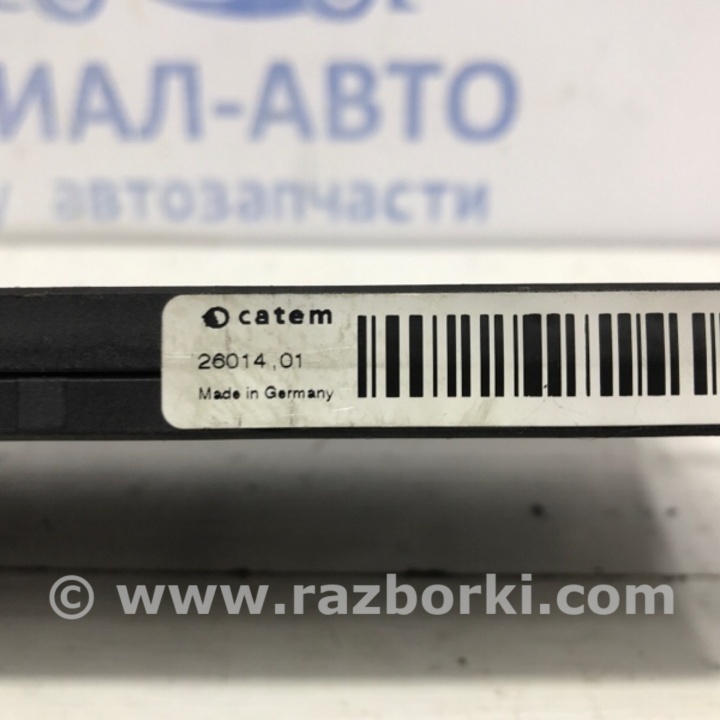 МАЛ-АВТО
у автозапчасти
catem
26014,01
Made in Germany
© www.razborki.com